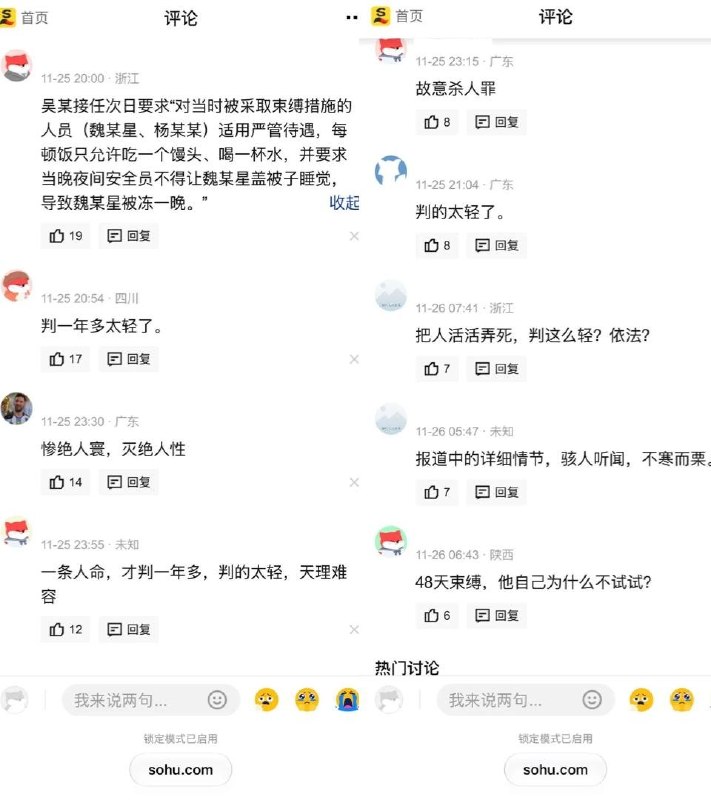 首页
评论
11-25 20:00 · 浙江
吴某接任次日要求“对当时被采取束缚措施的
人员（魏某星、杨某某）适用严管待遇，每
顿饭只允许吃一个馒头、喝一杯水，并要求
当晚夜间安全员不得让魏某星盖被子睡觉，
导致魏某星被冻一晚。”
收起
19
回复
11-25 20:54 · 四川
判一年多太轻了。
17
回复
11-25 23:30 · 广东
惨绝人寰，灭绝人性
14
回复
11-25 23:55 · 未知
一条人命，才判一年多，判的太轻，天理难
容
12
回复
我来说两句...
锁定模式已启用
sohu.com
首页
评论
11-25 23:15 · 广东
故意杀人罪
8
回复
11-25 21:04 · 广东
判的太轻了。
8
回复
11-26 07:41 · 浙江
把人活活弄死，判这么轻？依法？
7
回复
11-26 05:47 · 未知
报道中的详细情节，骇人听闻，不寒而栗。
7
回复
11-26 06:43 · 陕西
48天束缚，他自己为什么不试试？
6
回复
热门讨论
我来说两句...
锁定模式已启用
sohu.com